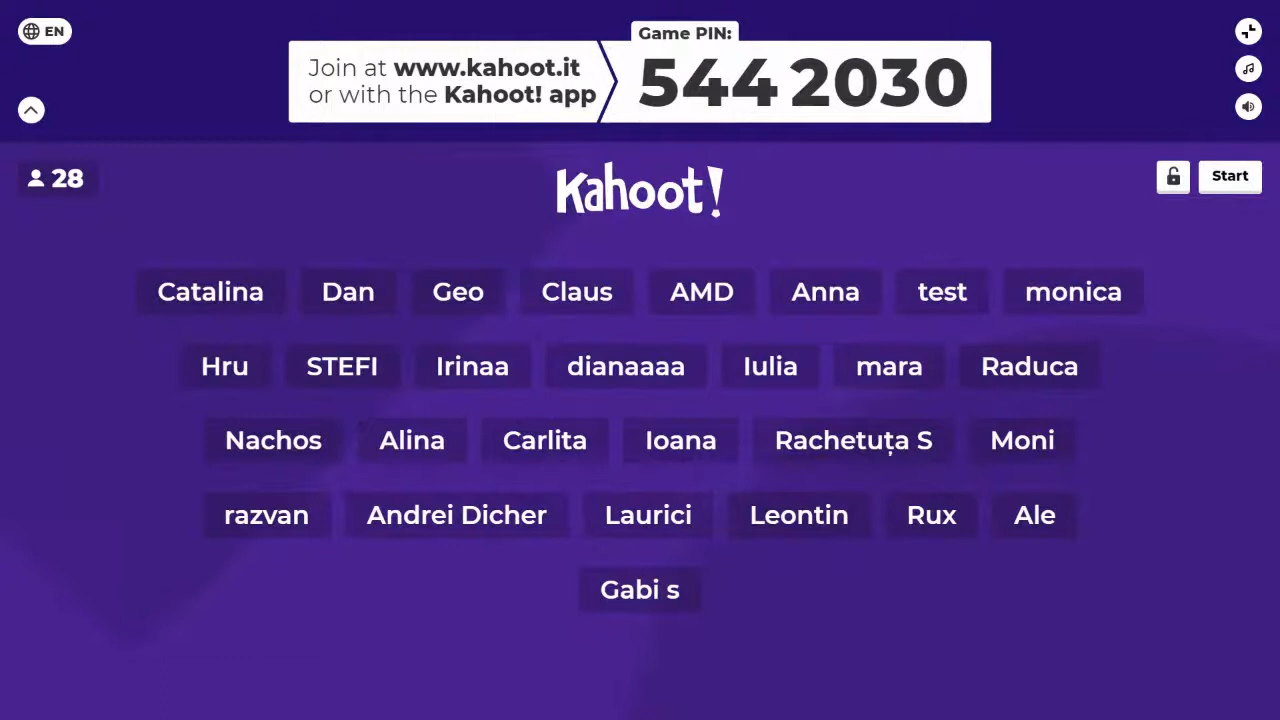 EN
Game PIN:
Join at www.kahoot.it
or with the Kahoot! app
544 2030
28
Kahoot!
Start
Catalina Dan Geo Claus AMD Anna test monica
Hru STEFI Irinaa dianaaaa Iulia mara Raduca
Nachos Alina Carlita Ioana Rachetuța S Moni
razvan Andrei Dicher Laurici Leontin Rux Ale
Gabi s